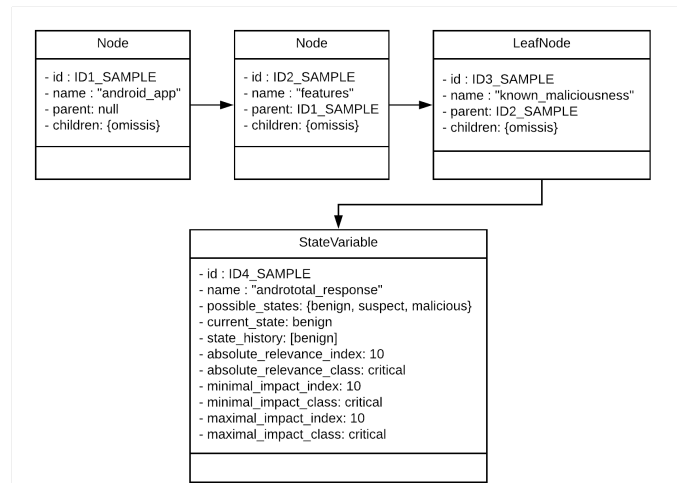 Node
- id : ID1_SAMPLE
- name : "android_app"
- parent: null
- children: {omissis}
Node
- id : ID2_SAMPLE
- name : "features"
- parent: ID1_SAMPLE
- children: {omissis}
LeafNode
- id : ID3_SAMPLE
- name : "known_maliciousness"
- parent: ID2_SAMPLE
- children: {omissis}
StateVariable
- id : ID4_SAMPLE
- name : "andrototal_response"
- possible_states: {benign, suspect, malicious}
- current_state: benign
- state_history: [benign]
- absolute_relevance_index: 10
- absolute_relevance_class: critical
- minimal_impact_index: 10
- minimal_impact_class: critical
- maximal_impact_index: 10
- maximal_impact_class: critical